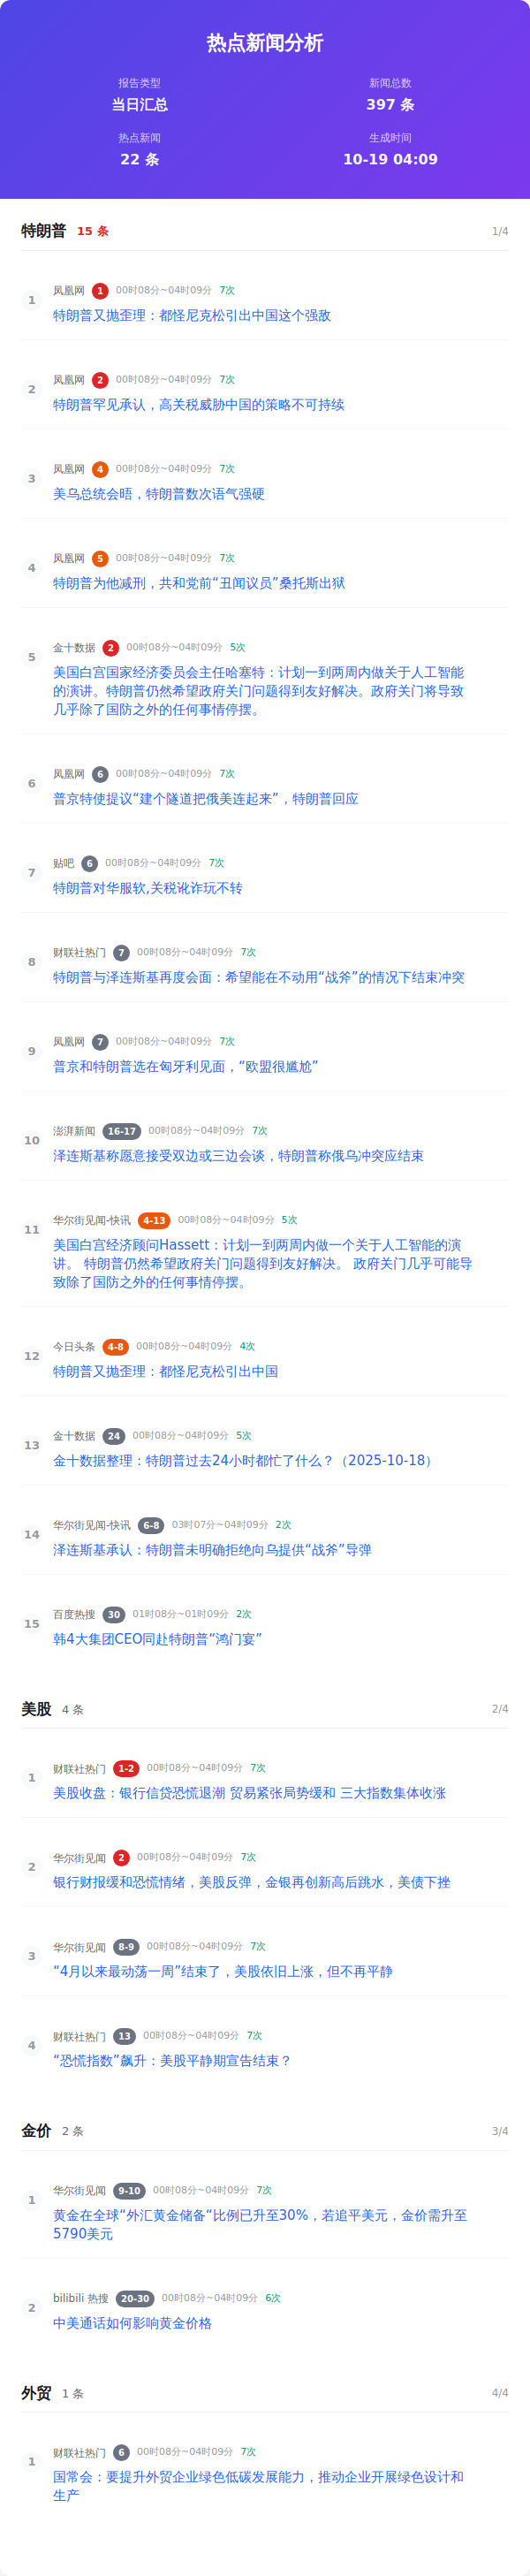 热点新闻分析
报告类型 新闻总数
当日汇总 397 条
热点新闻 生成时间
22 条 10-19 04:09
特朗普 15 条 1/4
凤凰网 1 00时08分~04时09分 7次
1
特朗普又抛歪理：都怪尼克松引出中国这个强敌
凤凰网 2 00时08分~04时09分 7次
2
特朗普罕见承认，高关税威胁中国的策略不可持续
凤凰网 4 00时08分~04时09分 7次
3
美乌总统会晤，特朗普数次语气强硬
凤凰网 5 00时08分~04时09分 7次
4
特朗普为他减刑，共和党前“丑闻议员”桑托斯出狱
金十数据 2 00时08分~04时09分 5次
5
美国白宫国家经济委员会主任哈塞特：计划一到两周内做关于人工智能
的演讲。特朗普仍然希望政府关门问题得到友好解决。政府关门将导致
几乎除了国防之外的任何事情停摆。
凤凰网 6 00时08分~04时09分 7次
6
普京特使提议“建个隧道把俄美连起来”，特朗普回应
贴吧 6 00时08分~04时09分 7次
7
特朗普对华服软,关税讹诈玩不转
财联社热门 7 00时08分~04时09分 7次
8
特朗普与泽连斯基再度会面：希望能在不动用“战斧”的情况下结束冲突
凤凰网 7 00时08分~04时09分 7次
9
普京和特朗普选在匈牙利见面，“欧盟很尴尬”
澎湃新闻 16-17 00时08分~04时09分 7次
10
泽连斯基称愿意接受双边或三边会谈，特朗普称俄乌冲突应结束
华尔街见闻-快讯 4-13 00时08分~04时09分 5次
11
美国白宫经济顾问Hassett：计划一到两周内做一个关于人工智能的演
讲。 特朗普仍然希望政府关门问题得到友好解决。 政府关门几乎可能导
致除了国防之外的任何事情停摆。
今日头条 4-8 00时08分~04时09分 4次
12
特朗普又抛歪理：都怪尼克松引出中国
金十数据 24 00时08分~04时09分 5次
13
金十数据整理：特朗普过去24小时都忙了什么？（2025-10-18）
华尔街见闻-快讯 6-8 03时07分~04时09分 2次
14
泽连斯基承认：特朗普未明确拒绝向乌提供“战斧”导弹
百度热搜 30 01时08分~01时09分 2次
15
韩4大集团CEO同赴特朗普“鸿门宴”
美股 4 条 2/4
财联社热门 1-2 00时08分~04时09分 7次
1
美股收盘：银行信贷恐慌退潮 贸易紧张局势缓和 三大指数集体收涨
华尔街见闻 2 00时08分~04时09分 7次
2
银行财报缓和恐慌情绪，美股反弹，金银再创新高后跳水，美债下挫
华尔街见闻 8-9 00时08分~04时09分 7次
3
“4月以来最动荡一周”结束了，美股依旧上涨，但不再平静
财联社热门 13 00时08分~04时09分 7次
4
“恐慌指数”飙升：美股平静期宣告结束？
金价 2 条 3/4
华尔街见闻 9-10 00时08分~04时09分 7次
1
黄金在全球“外汇黄金储备“比例已升至30%，若追平美元，金价需升至
5790美元
bilibili 热搜 20-30 00时08分~04时09分 6次
2
中美通话如何影响黄金价格
外贸 1 条 4/4
财联社热门 6 00时08分~04时09分 7次
1
国常会：要提升外贸企业绿色低碳发展能力，推动企业开展绿色设计和
生产